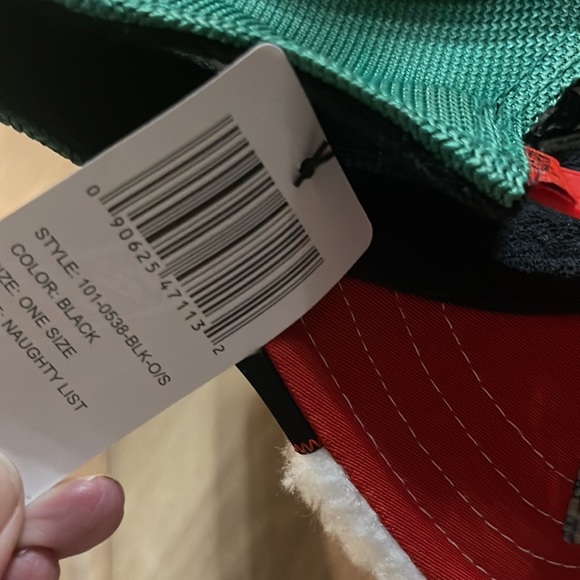 0 90625 47113 2
STYLE: 101-0538-BLK-O/S
COLOR: BLACK
SIZE: ONE SIZE
: NAUGHTY LIST